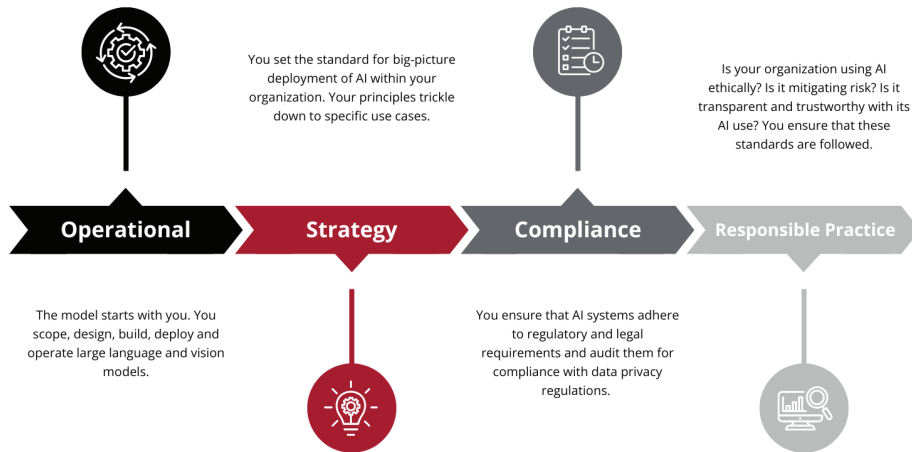 You set the standard for big-picture
deployment of AI within your
organization. Your principles trickle
down to specific use cases.
Is your organization using AI
ethically? Is it mitigating risk? Is it
transparent and trustworthy with its
AI use? You ensure that these
standards are followed.
Operational
Strategy
Compliance
Responsible Practice
The model starts with you. You
scope, design, build, deploy and
operate large language and vision
models.
You ensure that AI systems adhere
to regulatory and legal
requirements and audit them for
compliance with data privacy
regulations.